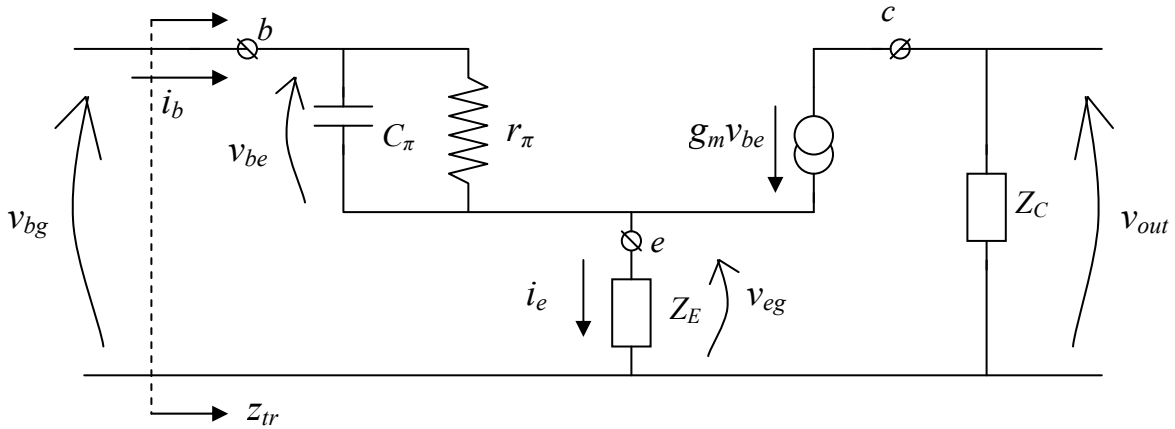 b
c
i_b
C_π
r_π
g_m v_be
v_be
Z_C
v_bg
v_out
e
i_e
Z_E
v_eg
z_tr